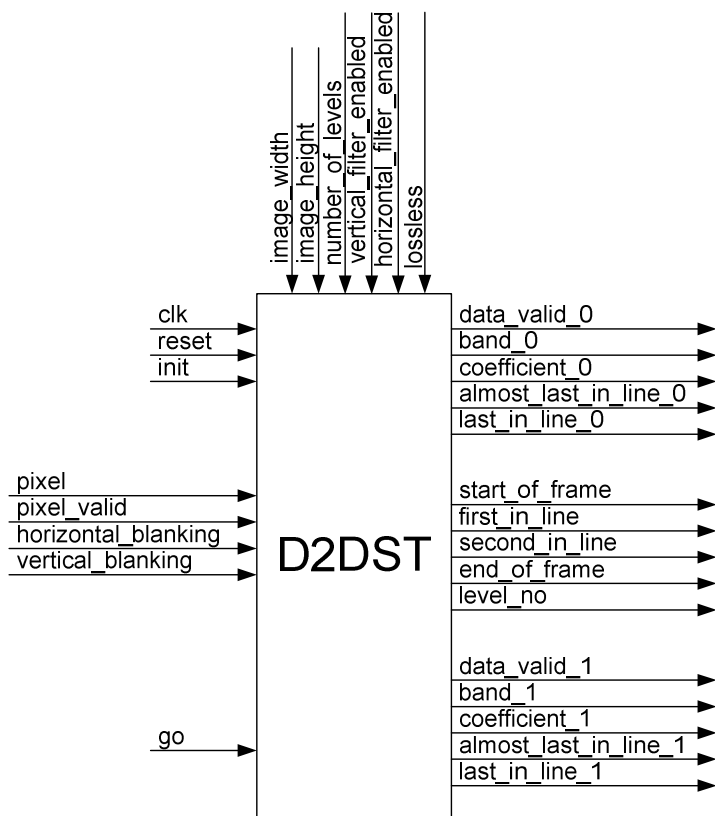 image_width
image_height
number_of_levels
vertical_filter_enabled
horizontal_filter_enabled
lossless
clk
reset
init
pixel
pixel_valid
horizontal_blanking
vertical_blanking
go
D2DST
data_valid_0
band_0
coefficient_0
almost_last_in_line_0
last_in_line_0
start_of_frame
first_in_line
second_in_line
end_of_frame
level_no
data_valid_1
band_1
coefficient_1
almost_last_in_line_1
last_in_line_1